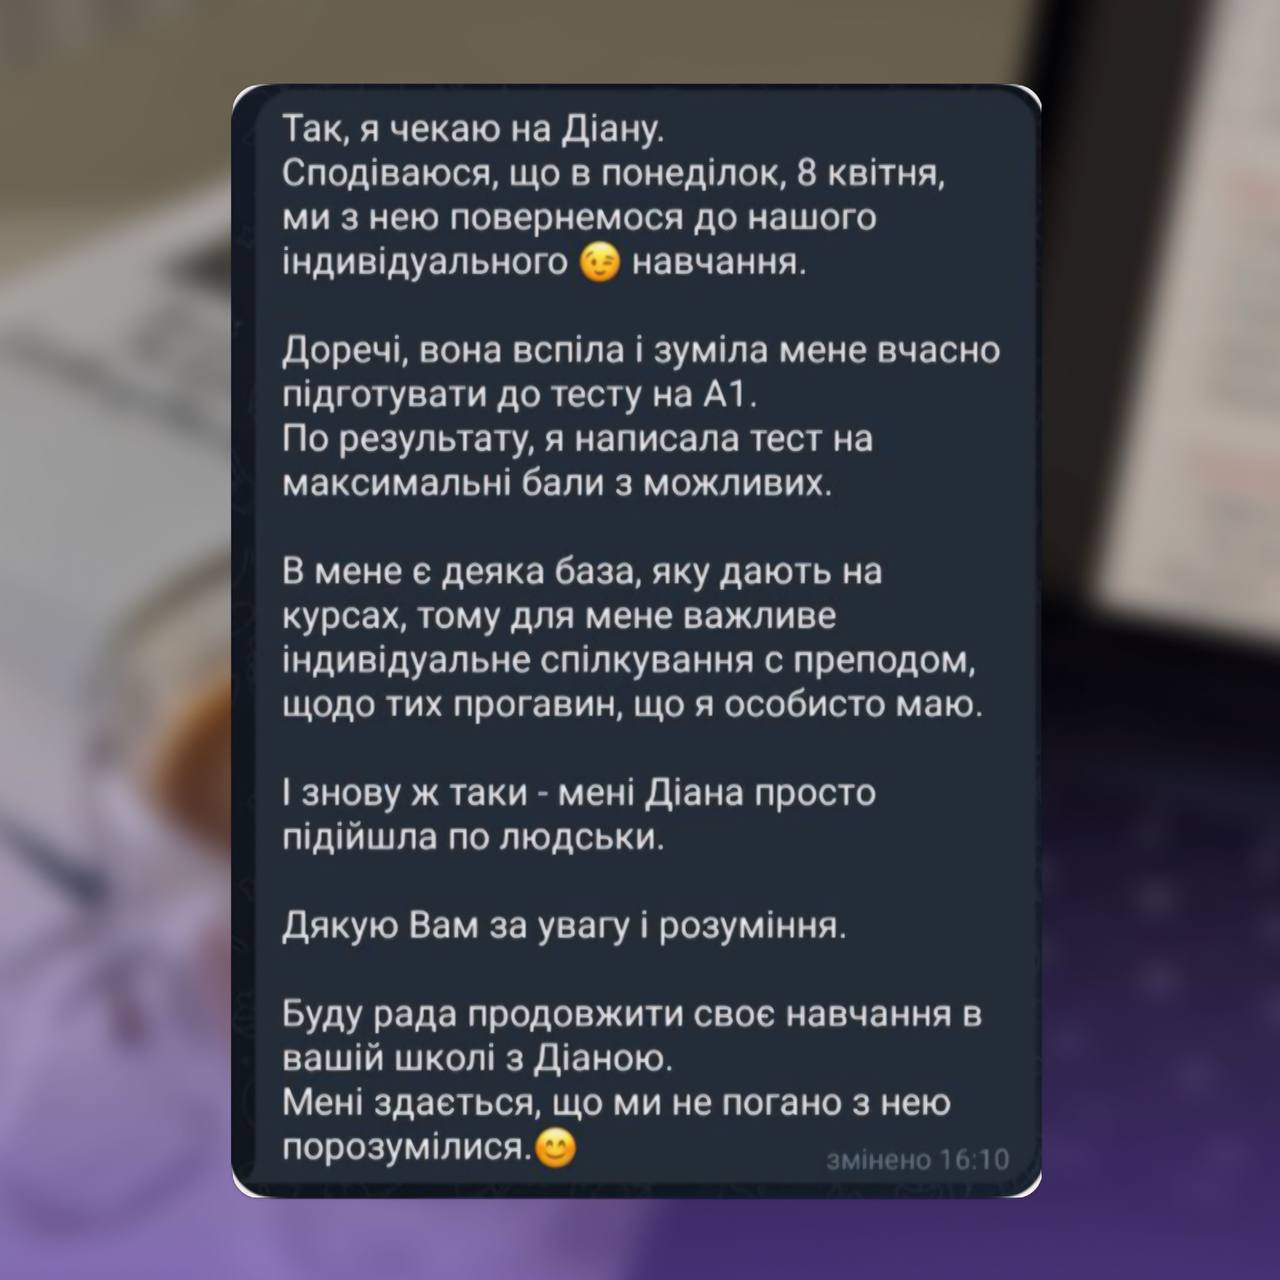 Так, я чекаю на Діану.
Сподіваюся, що в понеділок, 8 квітня,
ми з нею повернемося до нашого
індивідуального 😉 навчання.
Доречі, вона вспіла і зуміла мене вчасно
підготувати до тесту на А1.
По результату, я написала тест на
максимальні бали з можливих.
В мене є деяка база, яку дають на
курсах, тому для мене важливе
індивідуальне спілкування с преподом,
щодо тих прогавин, що я особисто маю.
І знову ж таки - мені Діана просто
підійшла по людськи.
Дякую Вам за увагу і розуміння.
Буду рада продовжити своє навчання в
вашій школі з Діаною.
Мені здається, що ми не погано з нею
порозумілися.😊
змінено 16:10